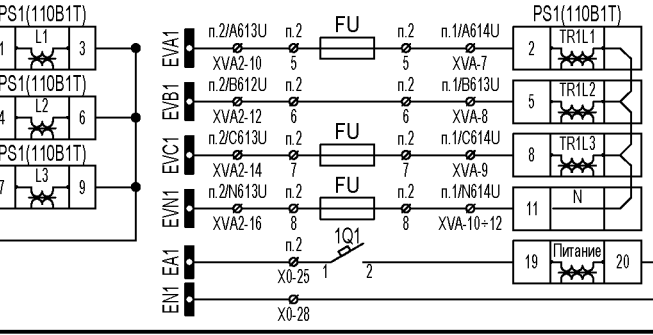 PS1(110В1Т)
1 L1 3
PS1(110В1Т)
4 L2 6
PS1(110В1Т)
7 L3 9
PS1(110В1Т)
EVA1 п.2/A613U п.2 FU п.2 п.1/A614U 2 TR1L1
XVA2-10 5 5 XVA-7
EVB1 п.2/B612U п.2 п.2 п.1/B613U 5 TR1L2
XVA2-12 6 6 XVA-8
EVC1 п.2/C613U п.2 FU п.2 п.1/C614U 8 TR1L3
XVA2-14 7 7 XVA-9
EVN1 п.2/N613U п.2 FU п.2 п.1/N614U 11 N
XVA2-16 8 8 XVA-10÷12
EA1 п.2 1Q1 19 Питание 20
X0-25 1 2
EN1
X0-28